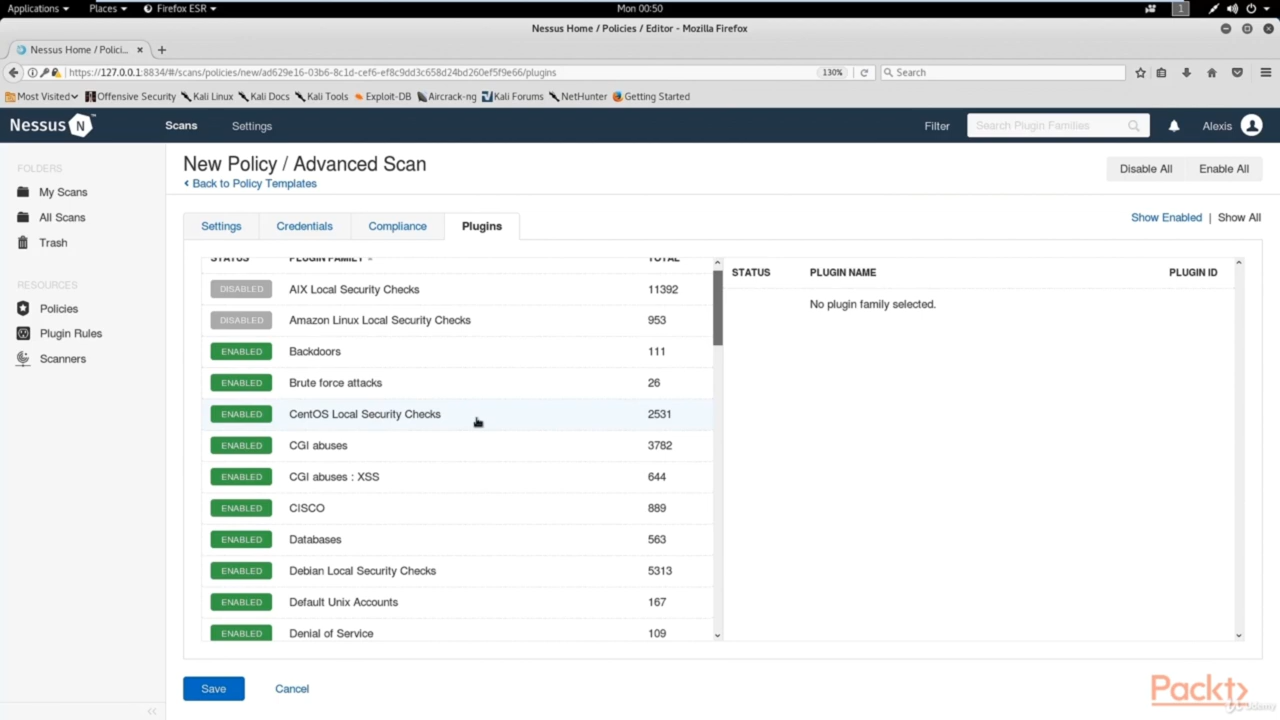 Applications Places Firefox ESR Mon 00:50 1
Nessus Home / Policies / Editor - Mozilla Firefox
Nessus Home / Polici...
https://127.0.0.1:8834/#/scans/policies/new/ad629e16-03b6-8c1d-cef6-ef8c9dd3c658d24bd260ef5f9e66/plugins 130% Search
Most Visited Offensive Security Kali Linux Kali Docs Kali Tools Exploit-DB Aircrack-ng Kali Forums NetHunter Getting Started
Nessus N Scans Settings Filter Search Plugin Families Alexis
FOLDERS
My Scans
All Scans
Trash
RESOURCES
Policies
Plugin Rules
Scanners
New Policy / Advanced Scan
Back to Policy Templates
Disable All Enable All
Settings Credentials Compliance Plugins
Show Enabled | Show All
STATUS PLUGIN FAMILY TOTAL
DISABLED AIX Local Security Checks 11392
DISABLED Amazon Linux Local Security Checks 953
ENABLED Backdoors 111
ENABLED Brute force attacks 26
ENABLED CentOS Local Security Checks 2531
ENABLED CGI abuses 3782
ENABLED CGI abuses : XSS 644
ENABLED CISCO 889
ENABLED Databases 563
ENABLED Debian Local Security Checks 5313
ENABLED Default Unix Accounts 167
ENABLED Denial of Service 109
STATUS PLUGIN NAME PLUGIN ID
No plugin family selected.
Save Cancel
Packt
Udemy